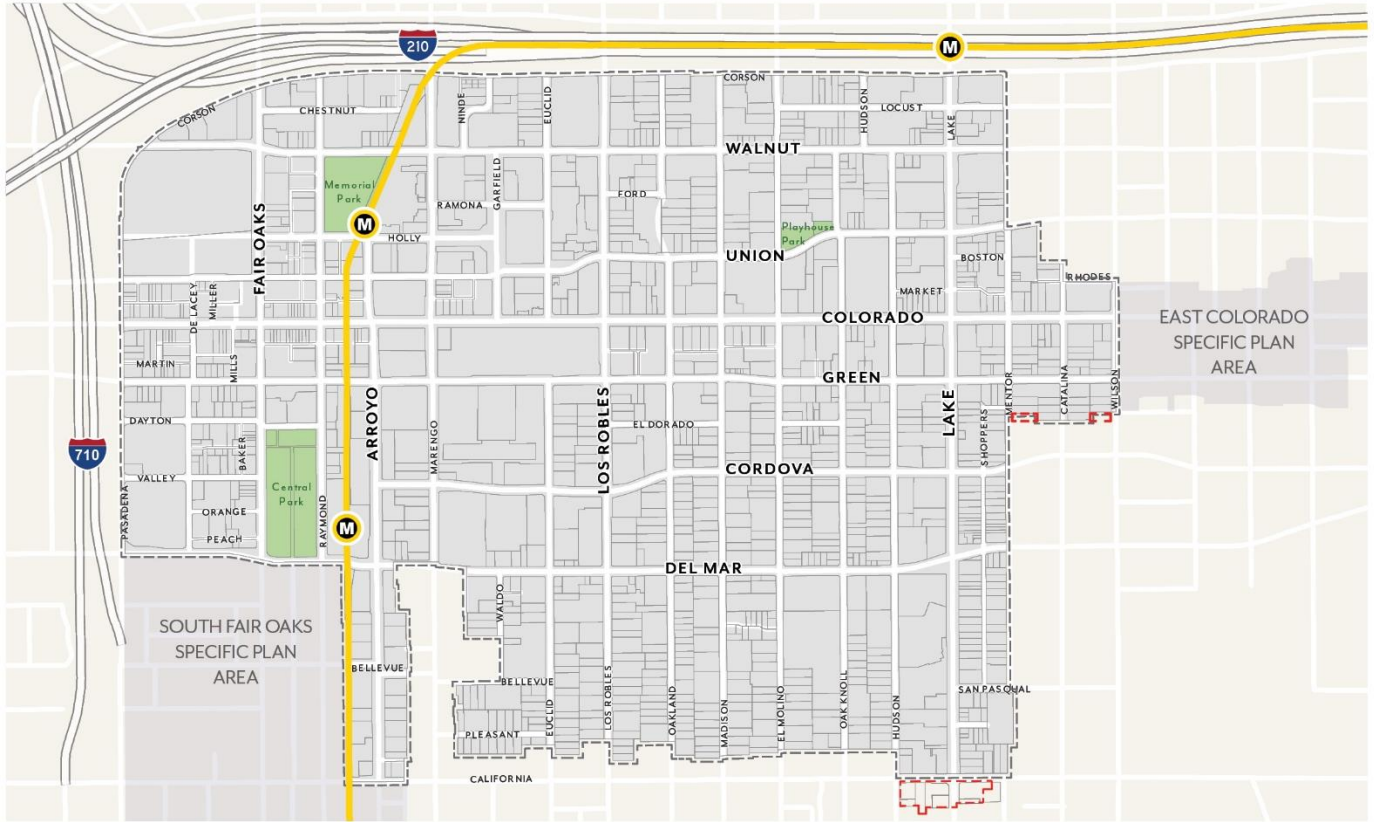 210
M
CORSON
CHESTNUT
NINDE
EUCLID
LOCUST
HUDSON
LAKE
CORSON
WALNUT
Memorial
Park
GARFIELD
RAMONA
FORD
FAIR OAKS
M
HOLLY
Playhouse
Park
UNION
BOSTON
RHODES
DE LACEY
MILLER
MARKET
COLORADO
EAST COLORADO
SPECIFIC PLAN
AREA
MARTIN
MILLS
GREEN
ARROYO
LOS ROBLES
LAKE
MENTOR
CATALINA
WILSON
DAYTON
EL DORADO
SHOPPERS
710
BAKER
MARENGO
CORDOVA
VALLEY
Central
Park
PASADENA
ORANGE
RAYMOND
M
PEACH
DEL MAR
WALDO
SOUTH FAIR OAKS
SPECIFIC PLAN
AREA
BELLEVUE
BELLEVUE
SAN PASQUAL
EUCLID
LOS ROBLES
OAKLAND
MADISON
EL MOLINO
OAK KNOLL
HUDSON
PLEASANT
CALIFORNIA